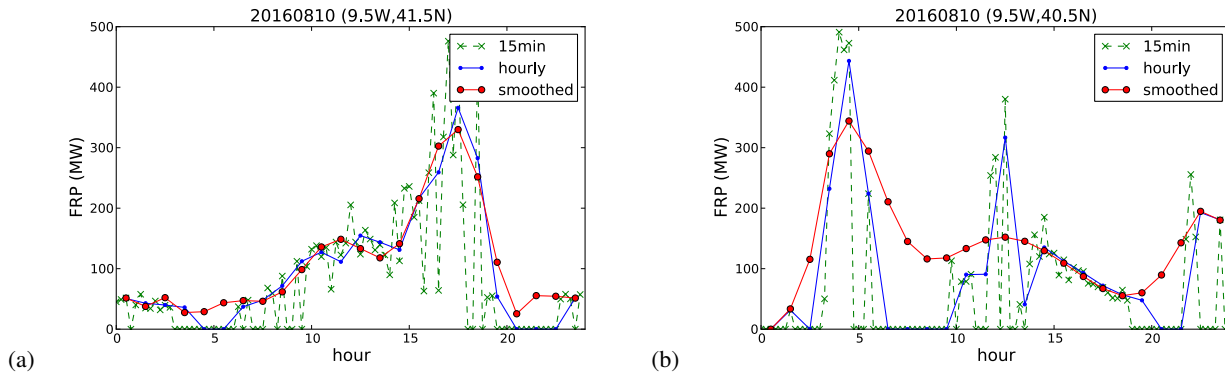 20160810 (9.5W,41.5N)
500
400
300
200
100
0
FRP (MW)
15min
hourly
smoothed
0 5 10 15 20
hour
(a)
20160810 (9.5W,40.5N)
500
400
300
200
100
0
FRP (MW)
15min
hourly
smoothed
0 5 10 15 20
hour
(b)